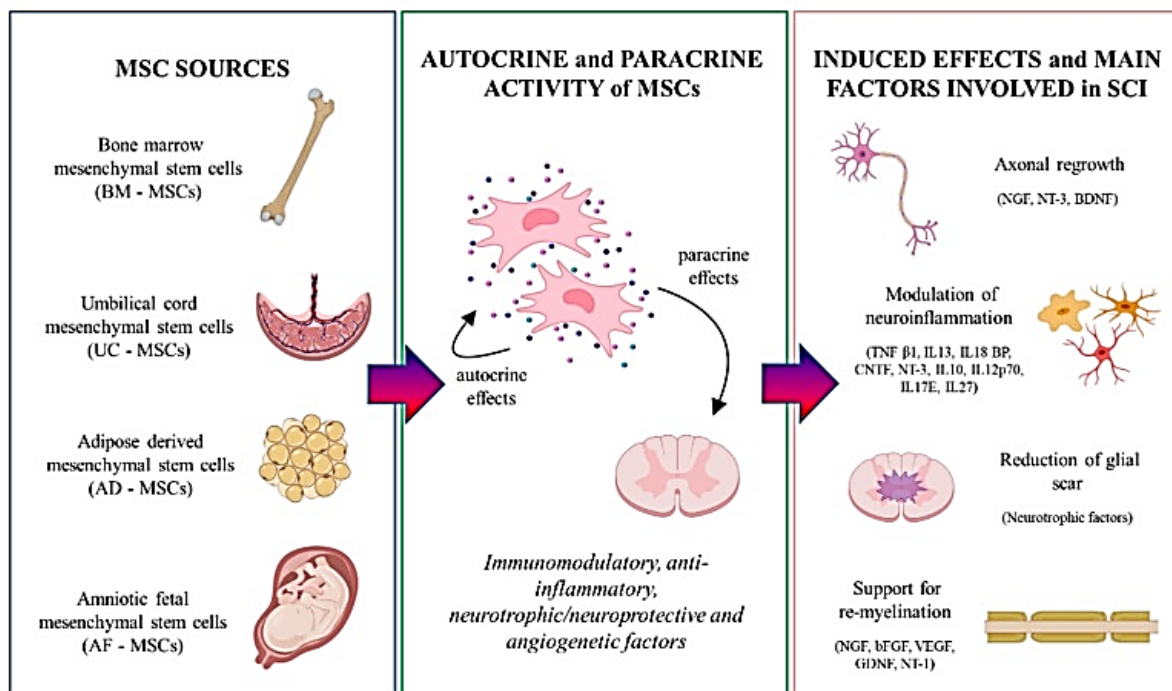 MSC SOURCES
Bone marrow
mesenchymal stem cells
(BM - MSCs)
Umbilical cord
mesenchymal stem cells
(UC - MSCs)
Adipose derived
mesenchymal stem cells
(AD - MSCs)
Amniotic fetal
mesenchymal stem cells
(AF - MSCs)
AUTOCRINE and PARACRINE
ACTIVITY of MSCs
paracrine
effects
autocrine
effects
Immunomodulatory, anti-
inflammatory,
neurotrophic/neuroprotective and
angiogenetic factors
INDUCED EFFECTS and MAIN
FACTORS INVOLVED in SCI
Axonal regrowth
(NGF, NT-3, BDNF)
Modulation of
neuroinflammation
(TNF β1, IL13, IL18 BP,
CNTF, NT-3, IL10, IL12p70,
IL17E, IL27)
Reduction of glial
scar
(Neurotrophic factors)
Support for
re-myelination
(NGF, bFGF, VEGF,
GDNF, NT-1)